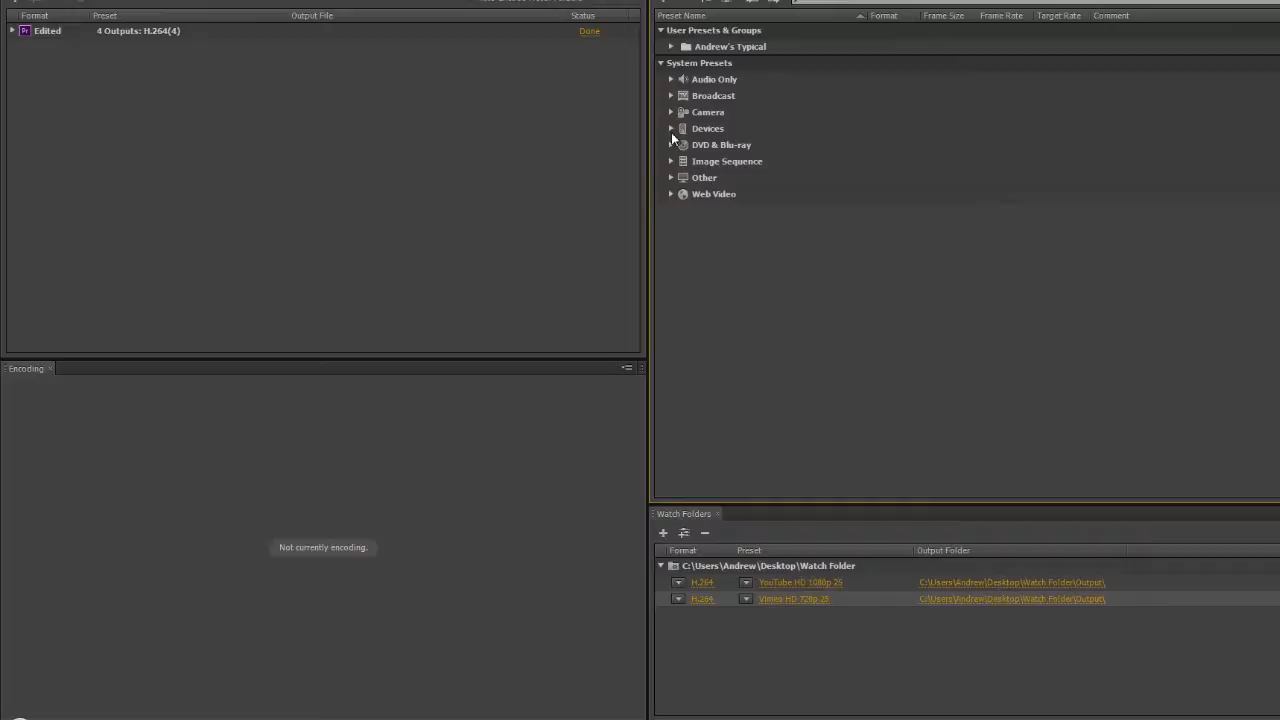 Format Preset Output File Status
Pr Edited 4 Outputs: H.264(4) Done
Preset Name Format Frame Size Frame Rate Target Rate Comment
User Presets & Groups
Andrew's Typical
System Presets
Audio Only
Broadcast
Camera
Devices
DVD & Blu-ray
Image Sequence
Other
Web Video
Encoding
Not currently encoding.
Watch Folders
Format Preset Output Folder
C:\Users\Andrew\Desktop\Watch Folder
H.264 YouTube HD 1080p 25 C:\Users\Andrew\Desktop\Watch Folder\Output\
H.264 Vimeo HD 720p 25 C:\Users\Andrew\Desktop\Watch Folder\Output\